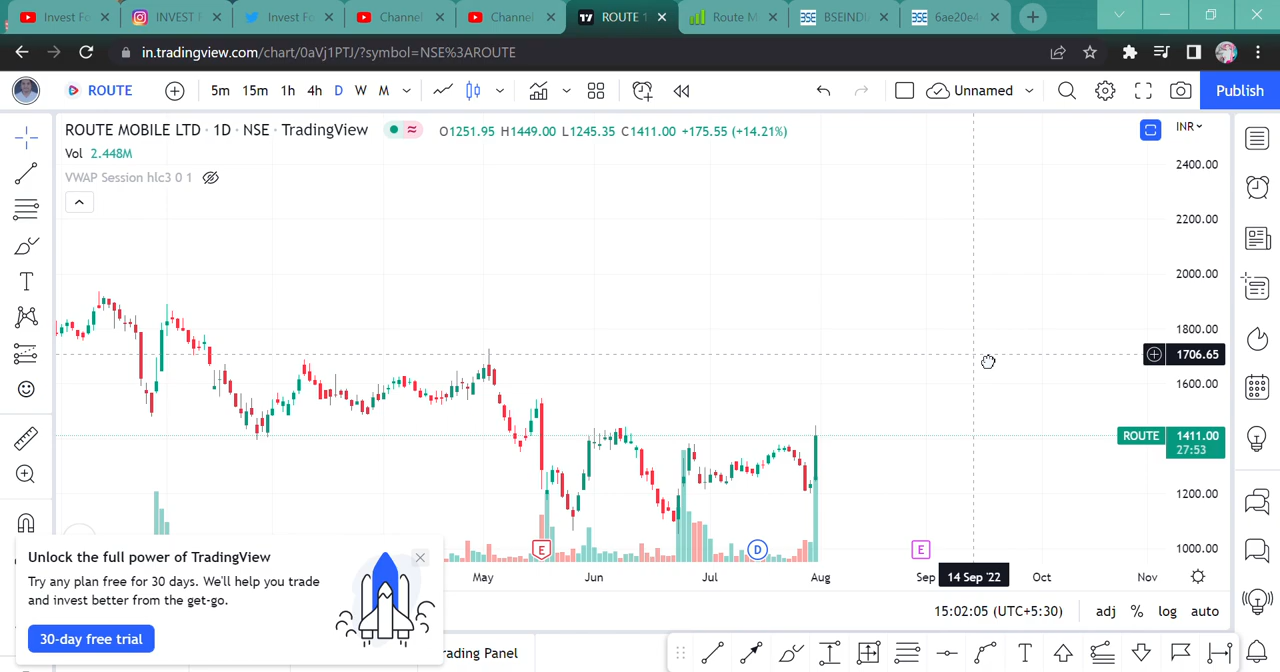 Invest Fo INVEST F Invest Fo Channel Channel ROUTE 1 Route M BSEINDI 6ae20e4
in.tradingview.com/chart/0aVj1PTJ/?symbol=NSE%3AROUTE
ROUTE 5m 15m 1h 4h D W M Unnamed Publish
ROUTE MOBILE LTD · 1D · NSE · TradingView O1251.95 H1449.00 L1245.35 C1411.00 +175.55 (+14.21%) INR
Vol 2.448M
VWAP Session hlc3 0 1
2400.00
2200.00
2000.00
1800.00
1706.65
1600.00
ROUTE 1411.00
27:53
1200.00
1000.00
E D E
May Jun Jul Aug Sep 14 Sep '22 Oct Nov
Unlock the full power of TradingView
Try any plan free for 30 days. We'll help you trade
and invest better from the get-go.
30-day free trial
15:02:05 (UTC+5:30) adj % log auto
rading Panel